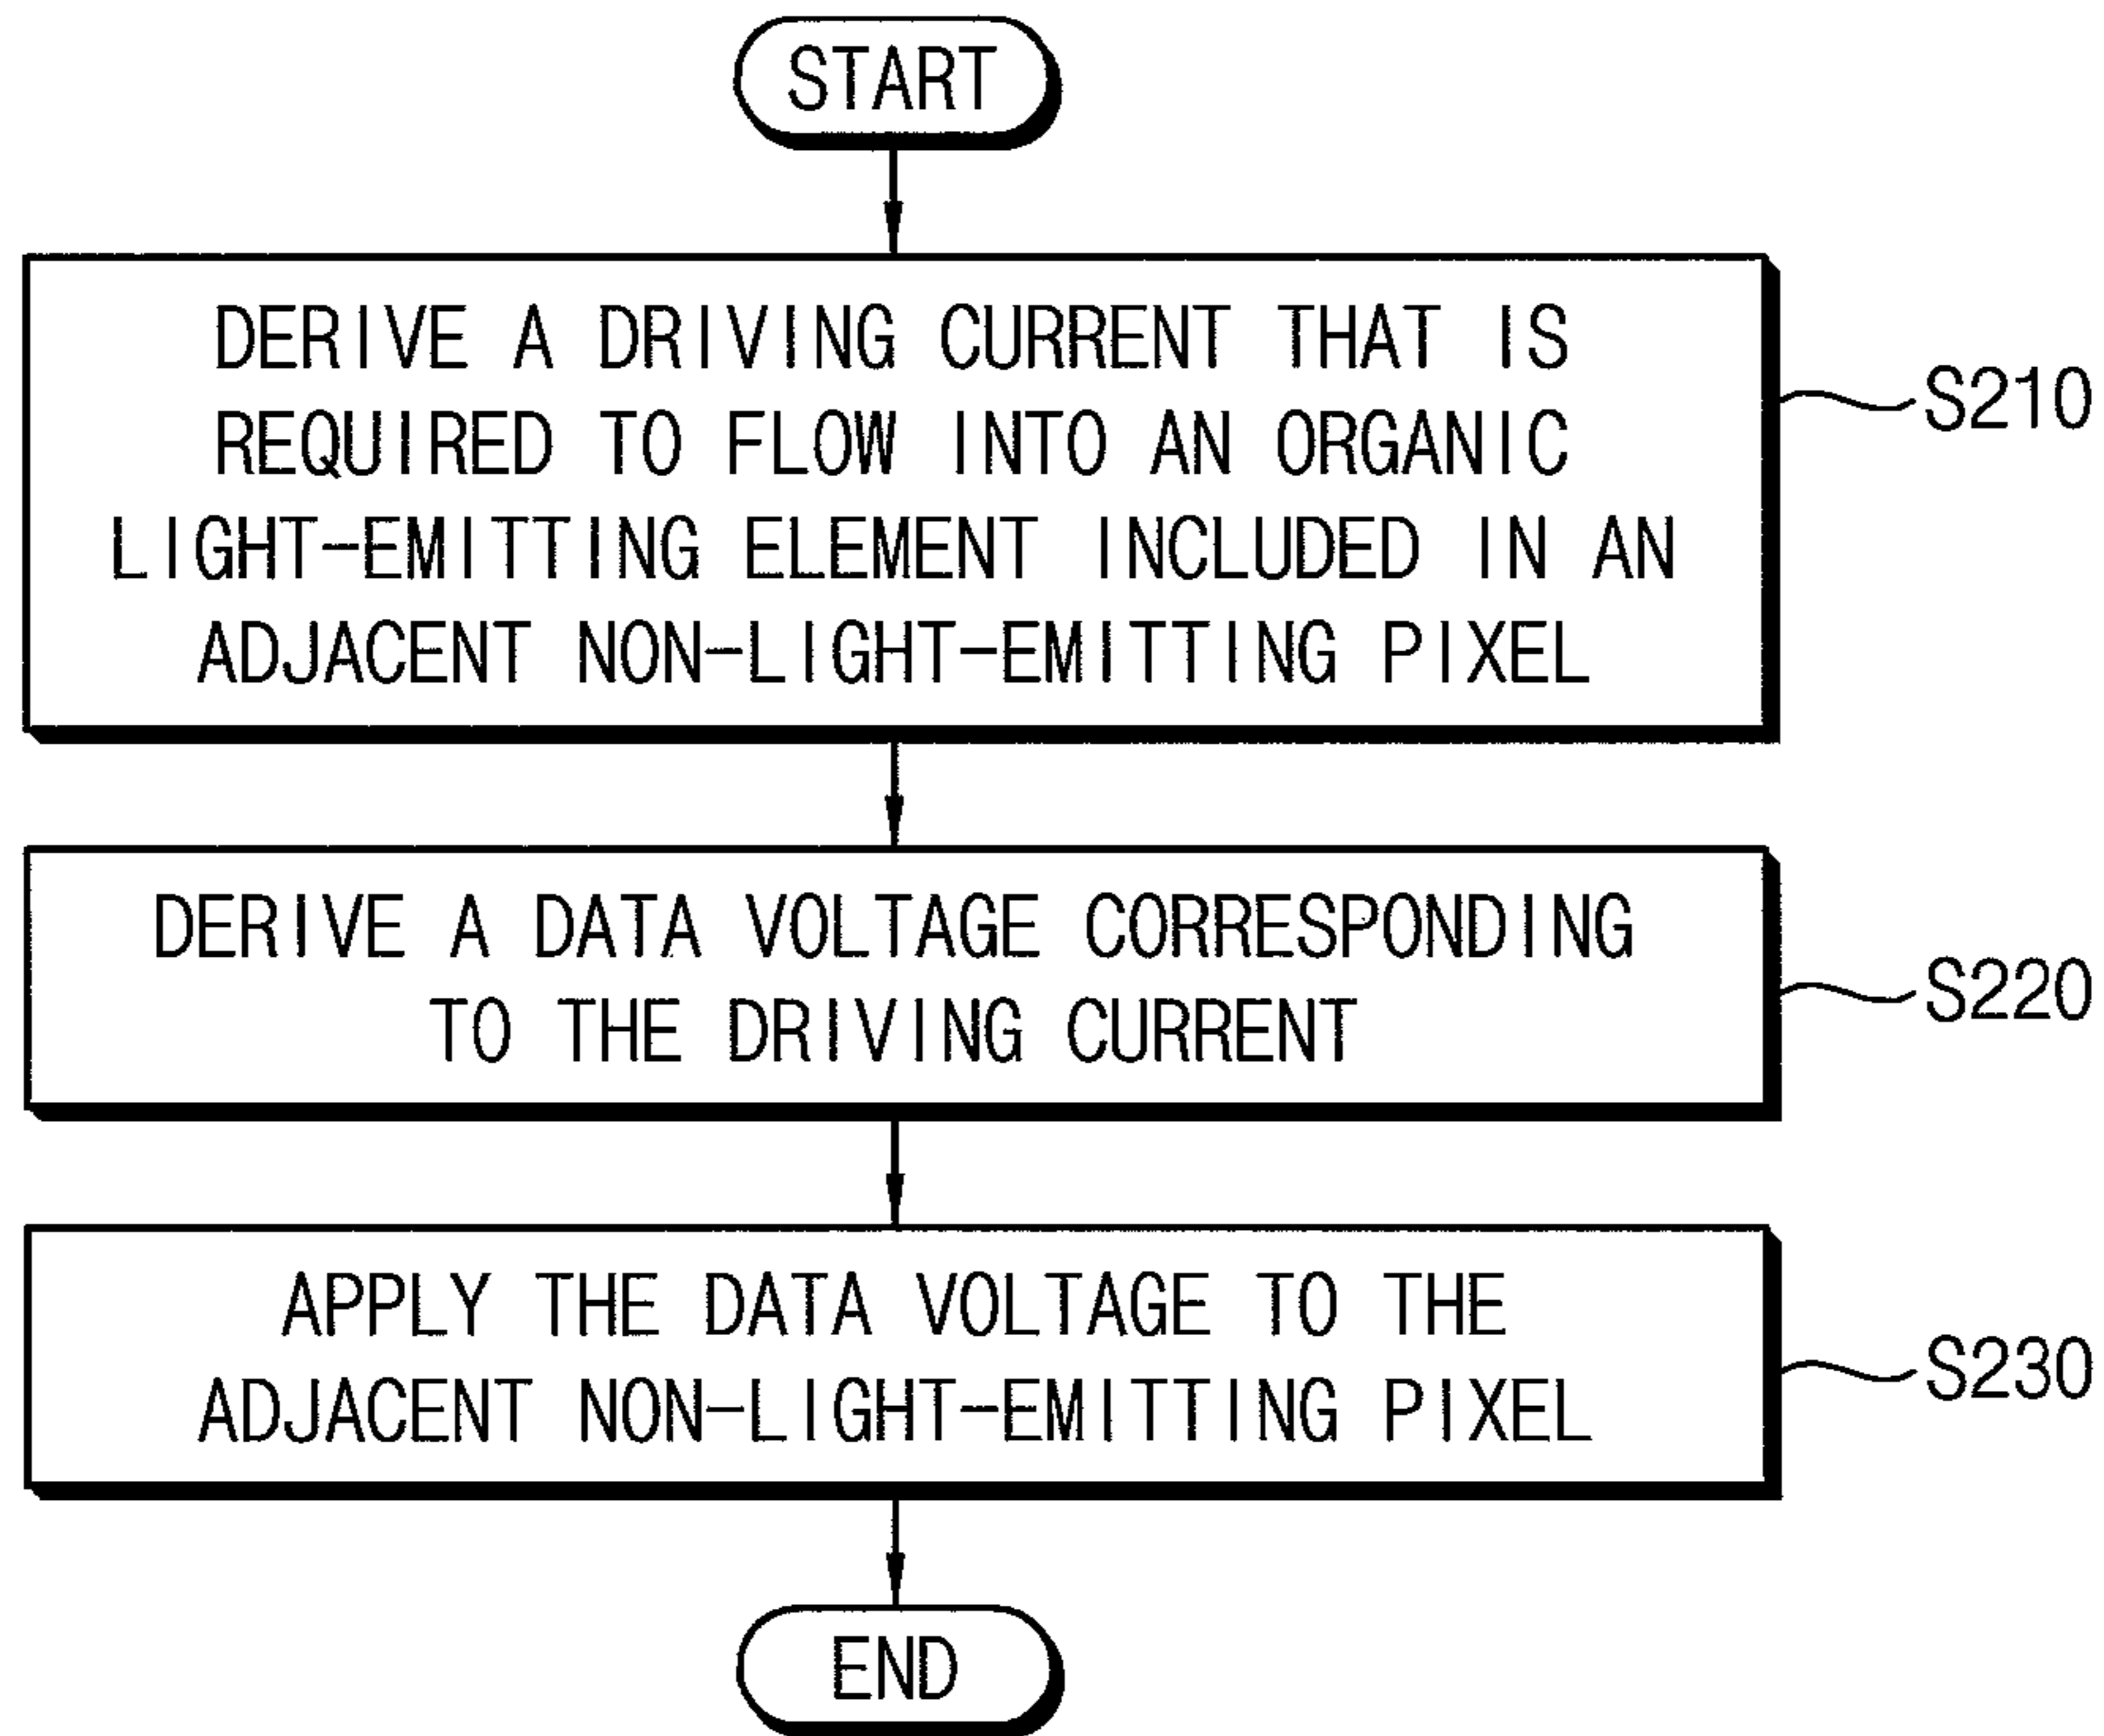 START
DERIVE A DRIVING CURRENT THAT IS
REQUIRED TO FLOW INTO AN ORGANIC
LIGHT-EMITTING ELEMENT INCLUDED IN AN
ADJACENT NON-LIGHT-EMITTING PIXEL
S210
DERIVE A DATA VOLTAGE CORRESPONDING
TO THE DRIVING CURRENT
S220
APPLY THE DATA VOLTAGE TO THE
ADJACENT NON-LIGHT-EMITTING PIXEL
S230
END